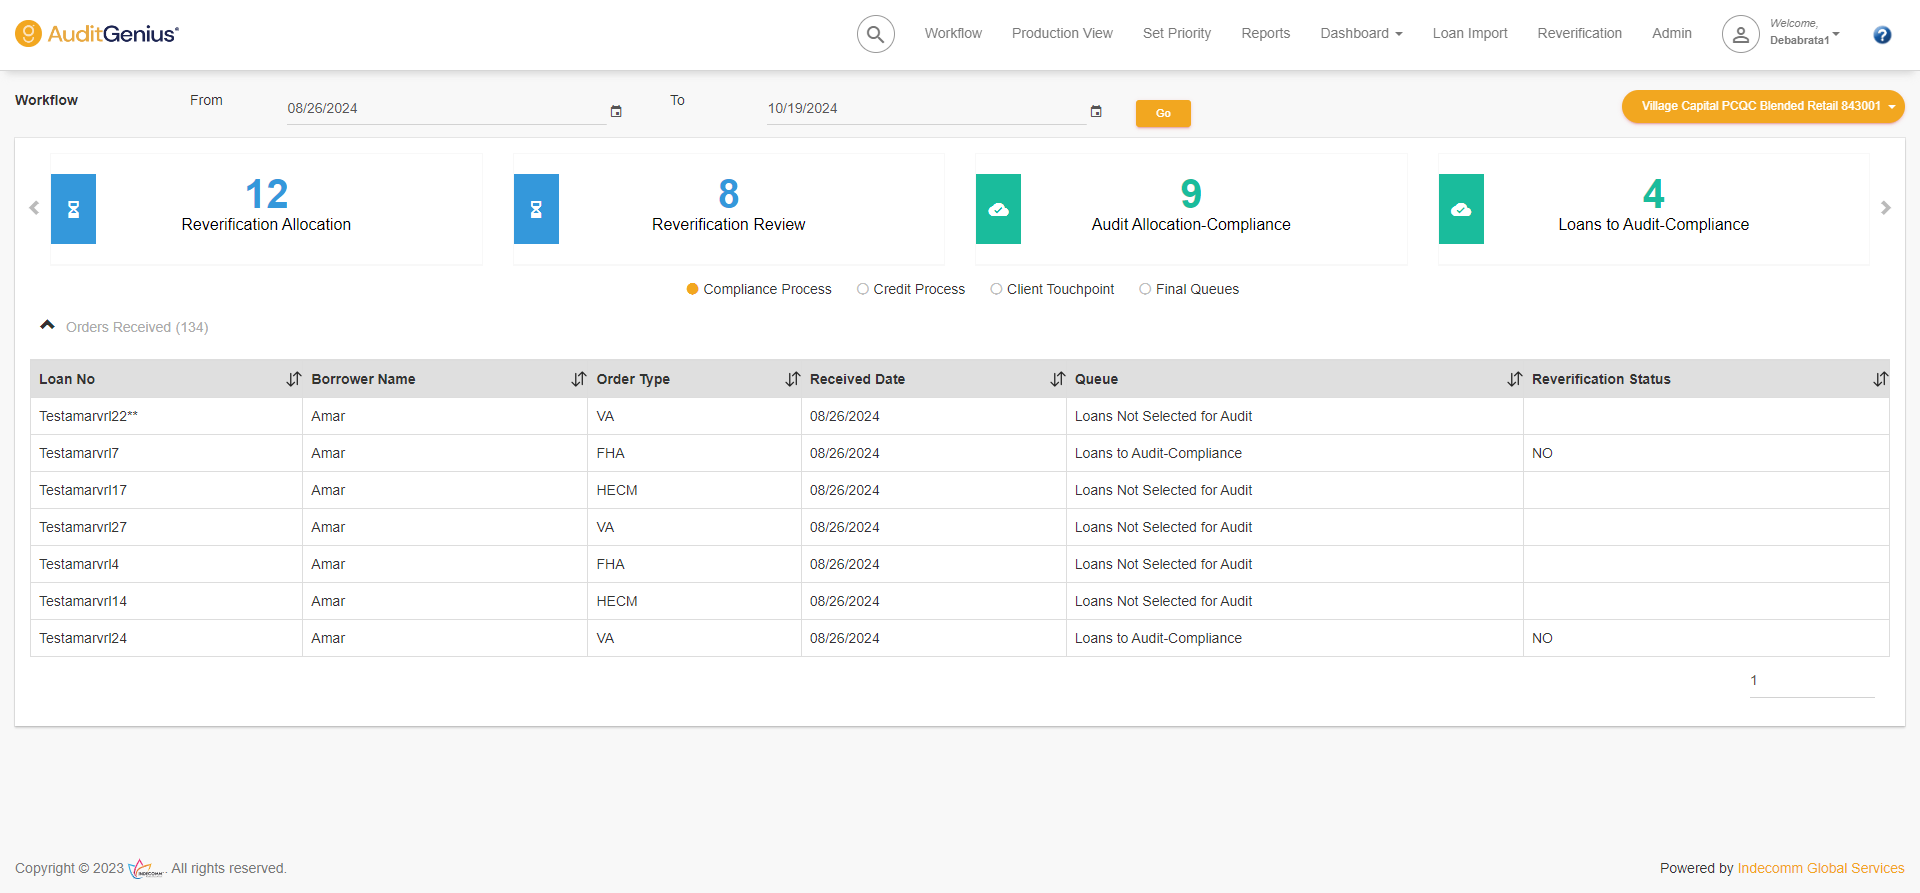 AuditGenius
Workflow Production View Set Priority Reports Dashboard Loan Import Reverification Admin
Welcome,
Debabrata1
?
Workflow From 08/26/2024 To 10/19/2024 Go Village Capital PCQC Blended Retail 843001
12
Reverification Allocation
8
Reverification Review
9
Audit Allocation-Compliance
4
Loans to Audit-Compliance
Compliance Process Credit Process Client Touchpoint Final Queues
Orders Received (134)
Loan No Borrower Name Order Type Received Date Queue Reverification Status
Testamarvrl22** Amar VA 08/26/2024 Loans Not Selected for Audit
Testamarvrl7 Amar FHA 08/26/2024 Loans to Audit-Compliance NO
Testamarvrl17 Amar HECM 08/26/2024 Loans Not Selected for Audit
Testamarvrl27 Amar VA 08/26/2024 Loans Not Selected for Audit
Testamarvrl4 Amar FHA 08/26/2024 Loans Not Selected for Audit
Testamarvrl14 Amar HECM 08/26/2024 Loans Not Selected for Audit
Testamarvrl24 Amar VA 08/26/2024 Loans to Audit-Compliance NO
1
Copyright © 2023 INDECOMM All rights reserved.
Powered by Indecomm Global Services